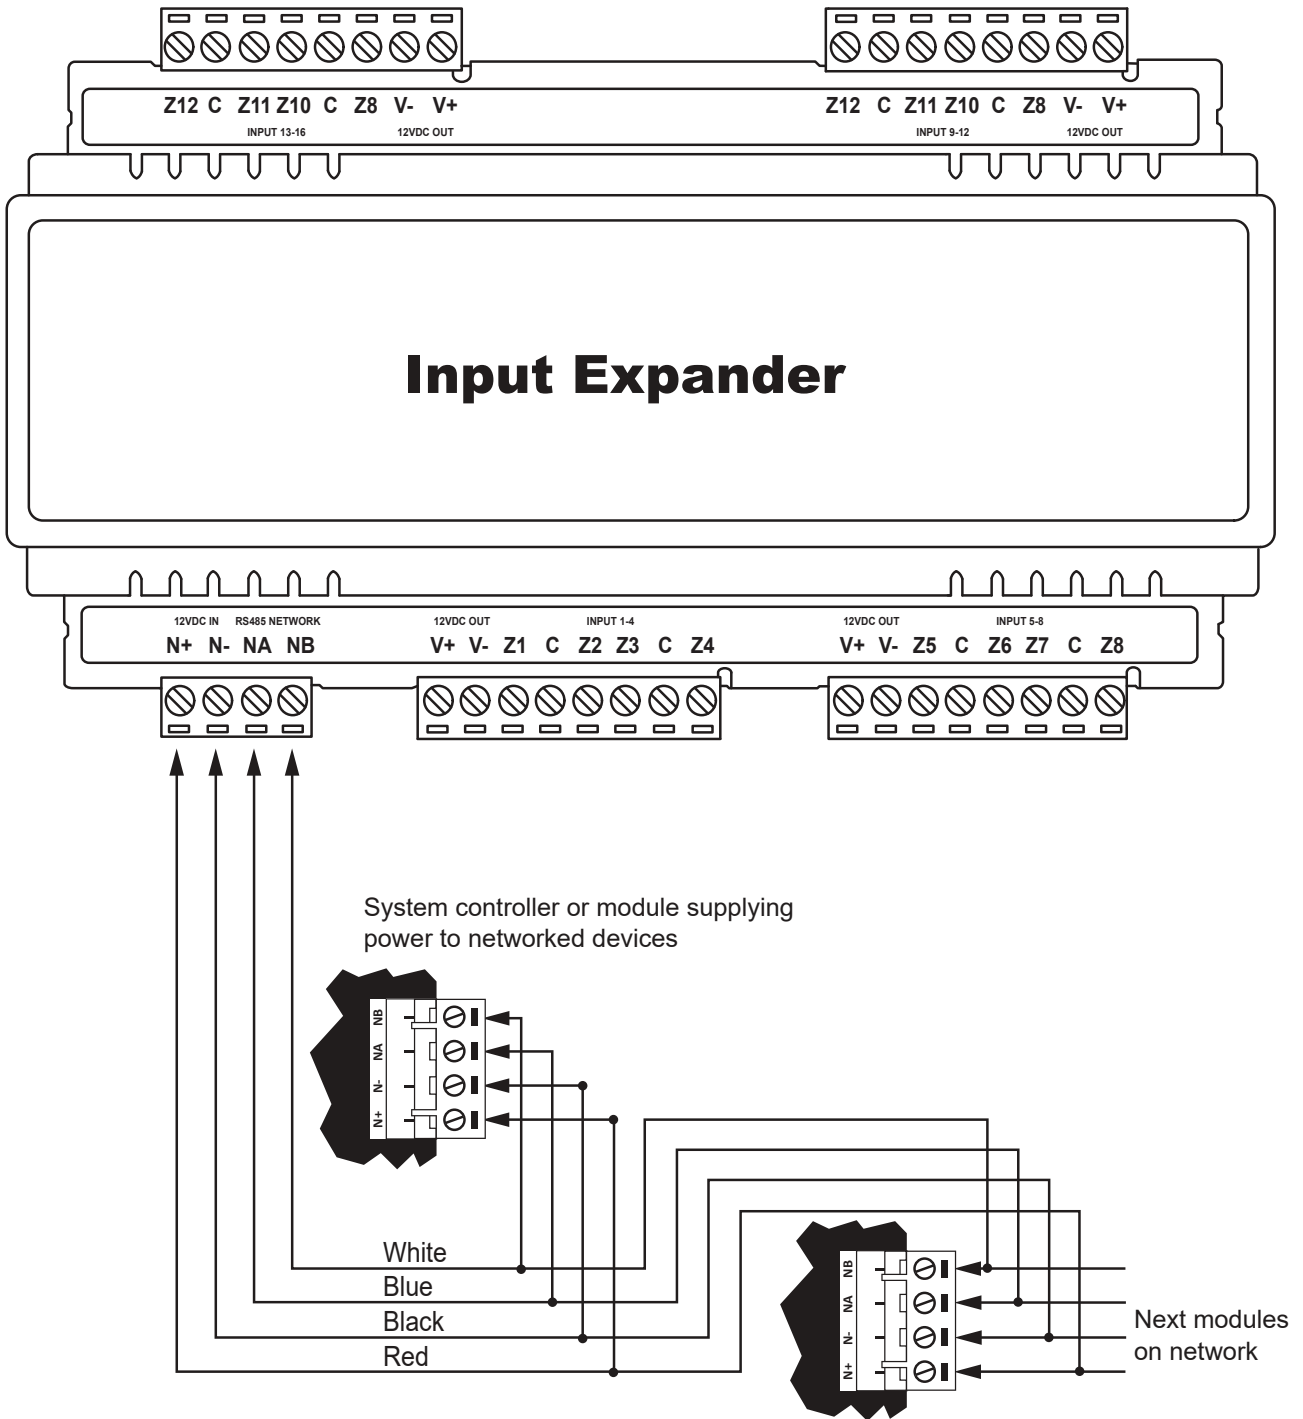 Z12 C Z11 Z10 C Z8 V- V+
INPUT 13-16 12VDC OUT
Z12 C Z11 Z10 C Z8 V- V+
INPUT 9-12 12VDC OUT
Input Expander
12VDC IN RS485 NETWORK
N+ N- NA NB
12VDC OUT INPUT 1-4
V+ V- Z1 C Z2 Z3 C Z4
12VDC OUT INPUT 5-8
V+ V- Z5 C Z6 Z7 C Z8
System controller or module supplying
power to networked devices
NB
NA
N-
N+
White
Blue
Black
Red
NB
NA
N-
N+
Next modules
on network